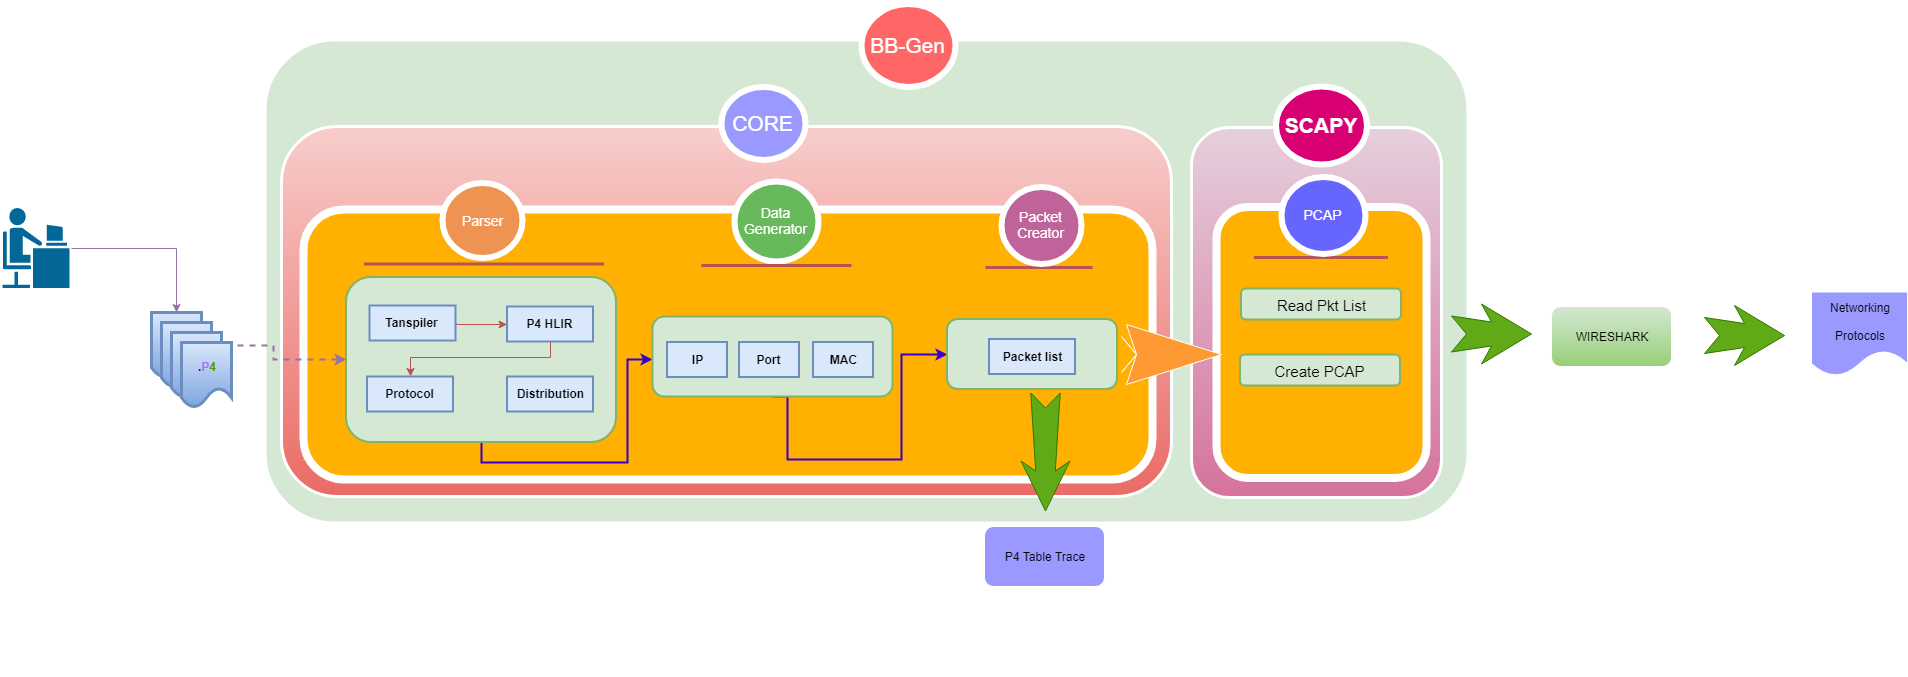 BB-Gen
CORE
SCAPY
Parser
Data
Generator
Packet
Creator
PCAP
Tanspiler
P4 HLIR
Protocol
Distribution
IP
Port
MAC
Packet list
Read Pkt List
Create PCAP
.P4
WIRESHARK
Networking
Protocols
P4 Table Trace